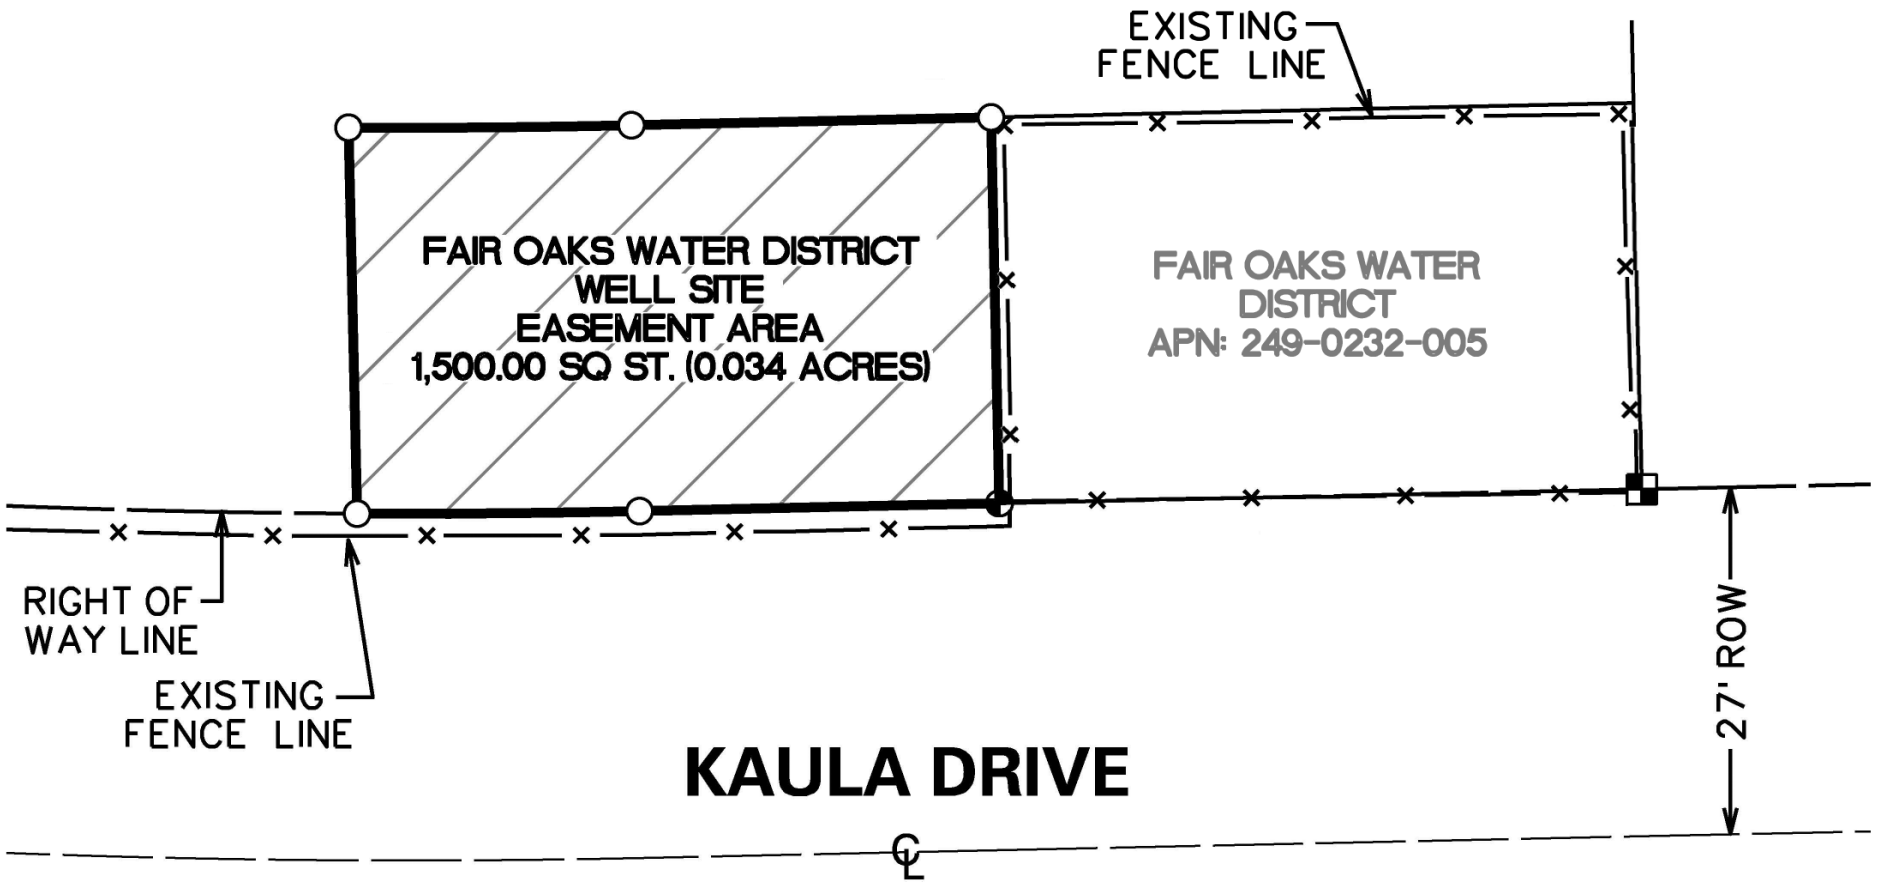 EXISTING
FENCE LINE
FAIR OAKS WATER DISTRICT
WELL SITE
EASEMENT AREA
1,500.00 SQ ST. (0.034 ACRES)
FAIR OAKS WATER
DISTRICT
APN: 249-0232-005
RIGHT OF
WAY LINE
EXISTING
FENCE LINE
27' ROW
KAULA DRIVE
CL